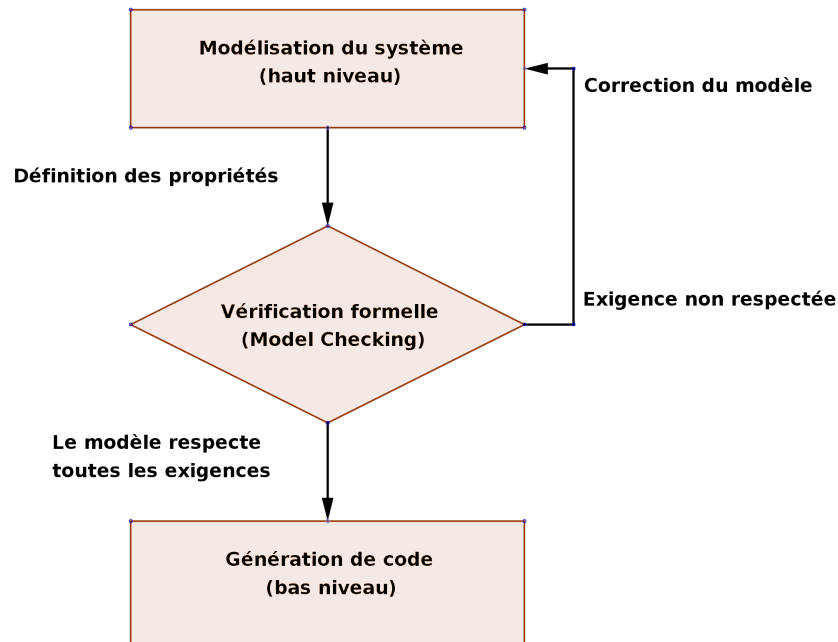 Modélisation du système
(haut niveau)
Correction du modèle
Définition des propriétés
Exigence non respectée
Vérification formelle
(Model Checking)
Le modèle respecte
toutes les exigences
Génération de code
(bas niveau)